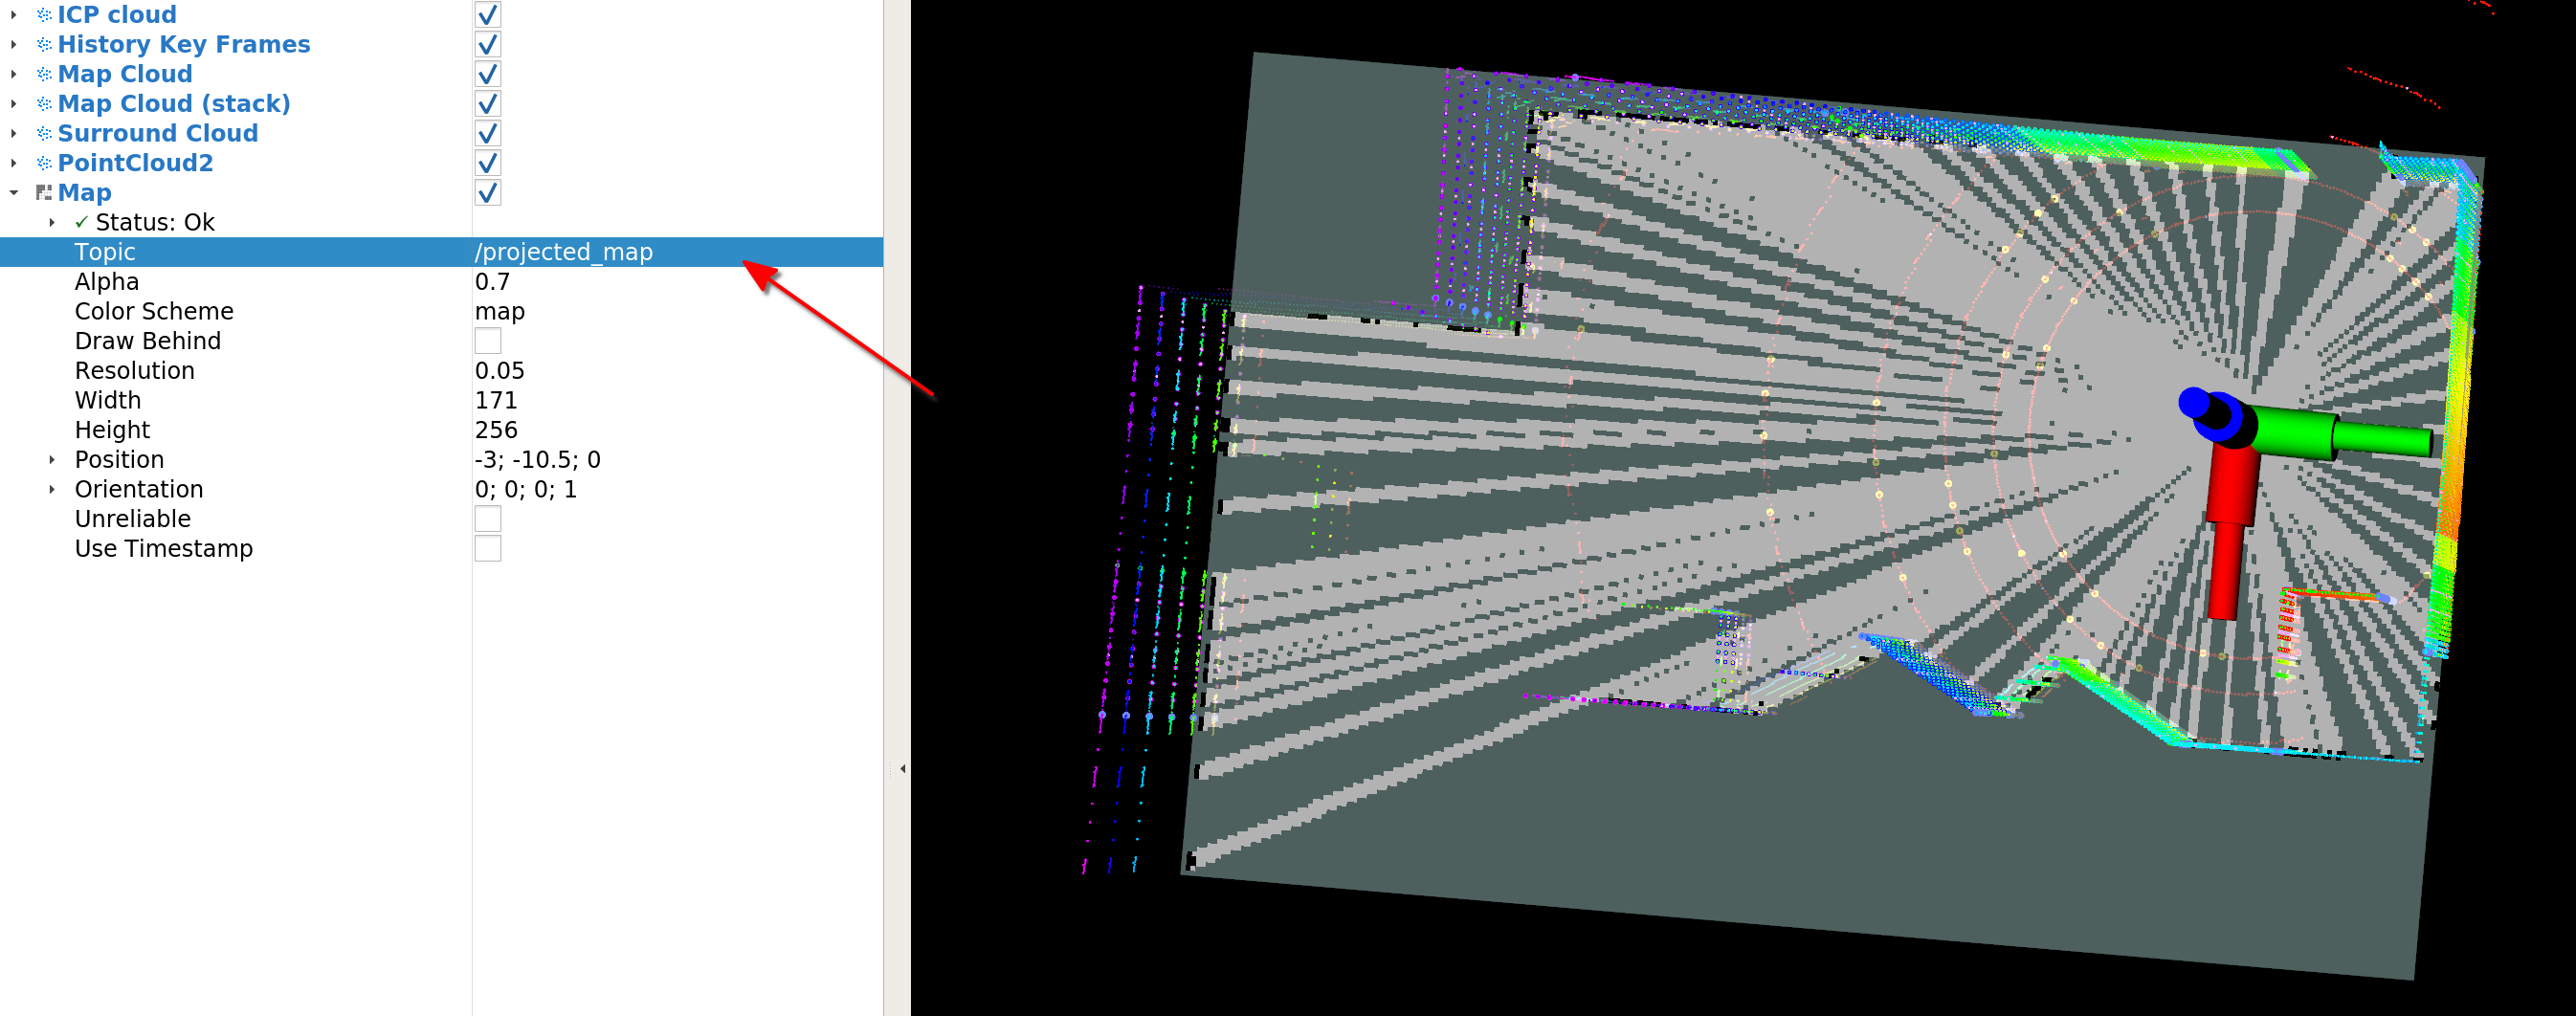 ICP cloud
History Key Frames
Map Cloud
Map Cloud (stack)
Surround Cloud
PointCloud2
Map
Status: Ok
Topic /projected_map
Alpha 0.7
Color Scheme map
Draw Behind
Resolution 0.05
Width 171
Height 256
Position -3; -10.5; 0
Orientation 0; 0; 0; 1
Unreliable
Use Timestamp